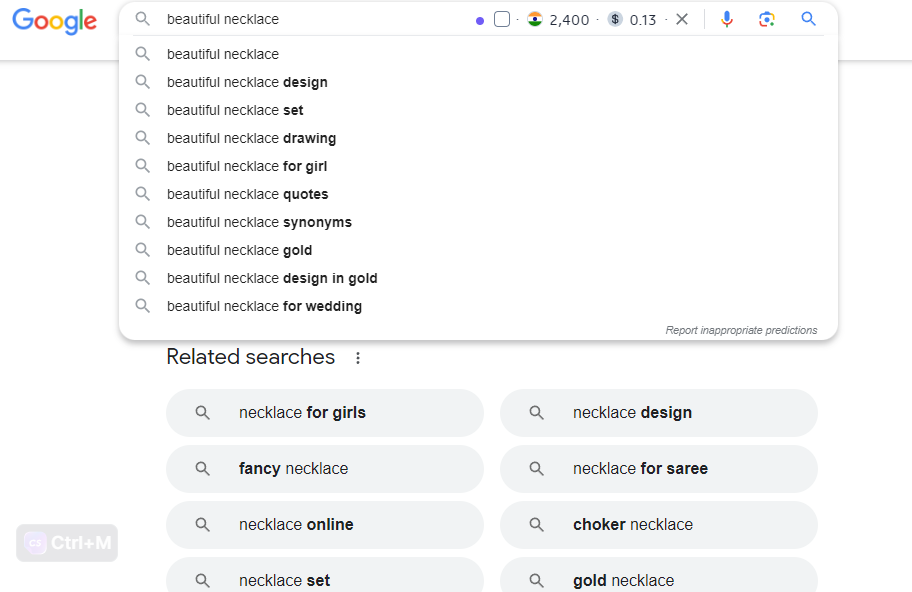 Google
beautiful necklace · 2,400 · $ 0.13 ·
beautiful necklace
beautiful necklace design
beautiful necklace set
beautiful necklace drawing
beautiful necklace for girl
beautiful necklace quotes
beautiful necklace synonyms
beautiful necklace gold
beautiful necklace design in gold
beautiful necklace for wedding
Report inappropriate predictions
Related searches
necklace for girls
necklace design
fancy necklace
necklace for saree
necklace online
choker necklace
CS Ctrl+M
necklace set
gold necklace